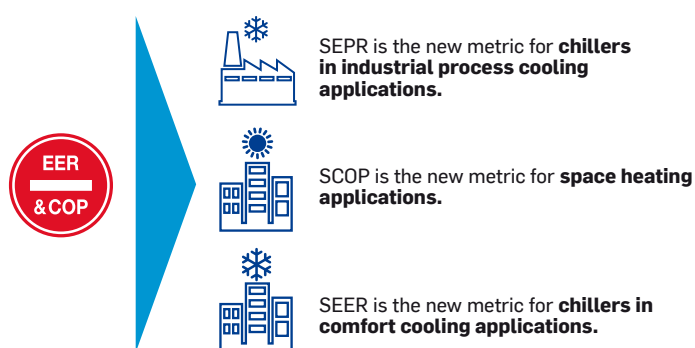 EER
& COP
SEPR is the new metric for chillers
in industrial process cooling
applications.
SCOP is the new metric for space heating
applications.
SEER is the new metric for chillers in
comfort cooling applications.